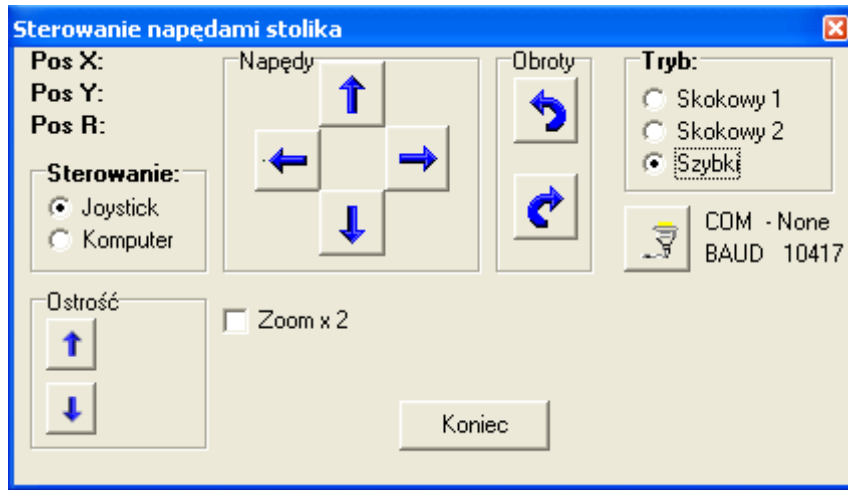 Sterowanie napędami stolika
Pos X:
Pos Y:
Pos R:
Napędy
Obroty
Tryb:
Skokowy 1
Skokowy 2
Szybki
Sterowanie:
Joystick
Komputer
COM - None
BAUD 10417
Ostrość
Zoom x 2
Koniec